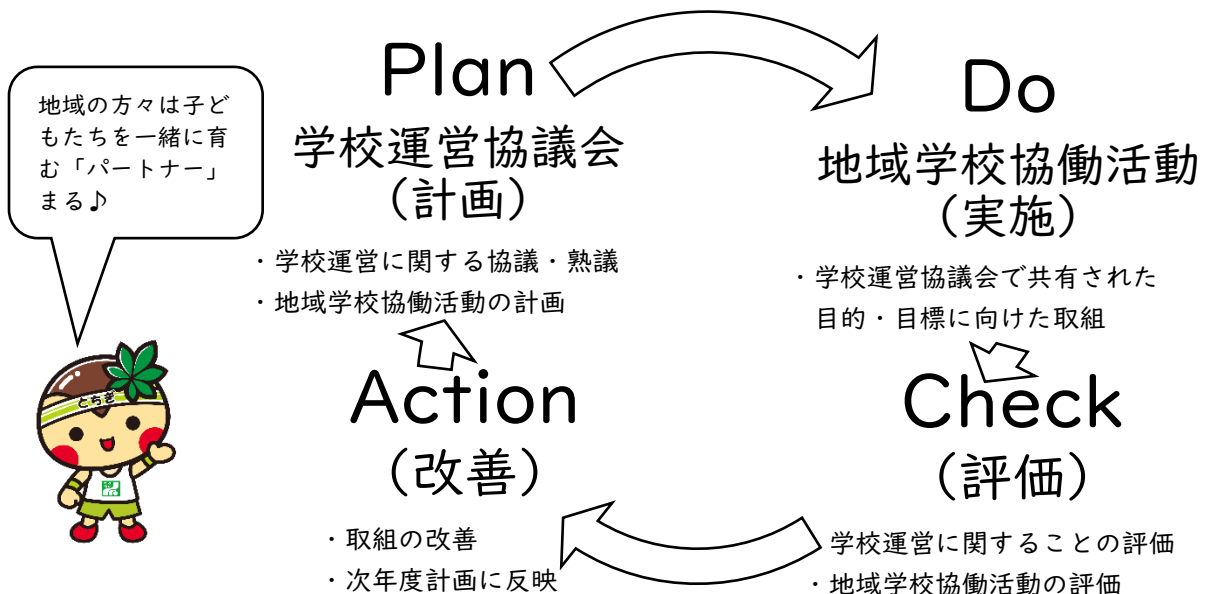 地域の方々は子ど
もたちを一緒に育
む「パートナー」
まる♪
とちぎ
Plan
学校運営協議会
(計画)
・学校運営に関する協議・熟議
・地域学校協働活動の計画
Do
地域学校協働活動
(実施)
・学校運営協議会で共有された
目的・目標に向けた取組
Check
(評価)
学校運営に関することの評価
・地域学校協働活動の評価
Action
(改善)
・取組の改善
・次年度計画に反映